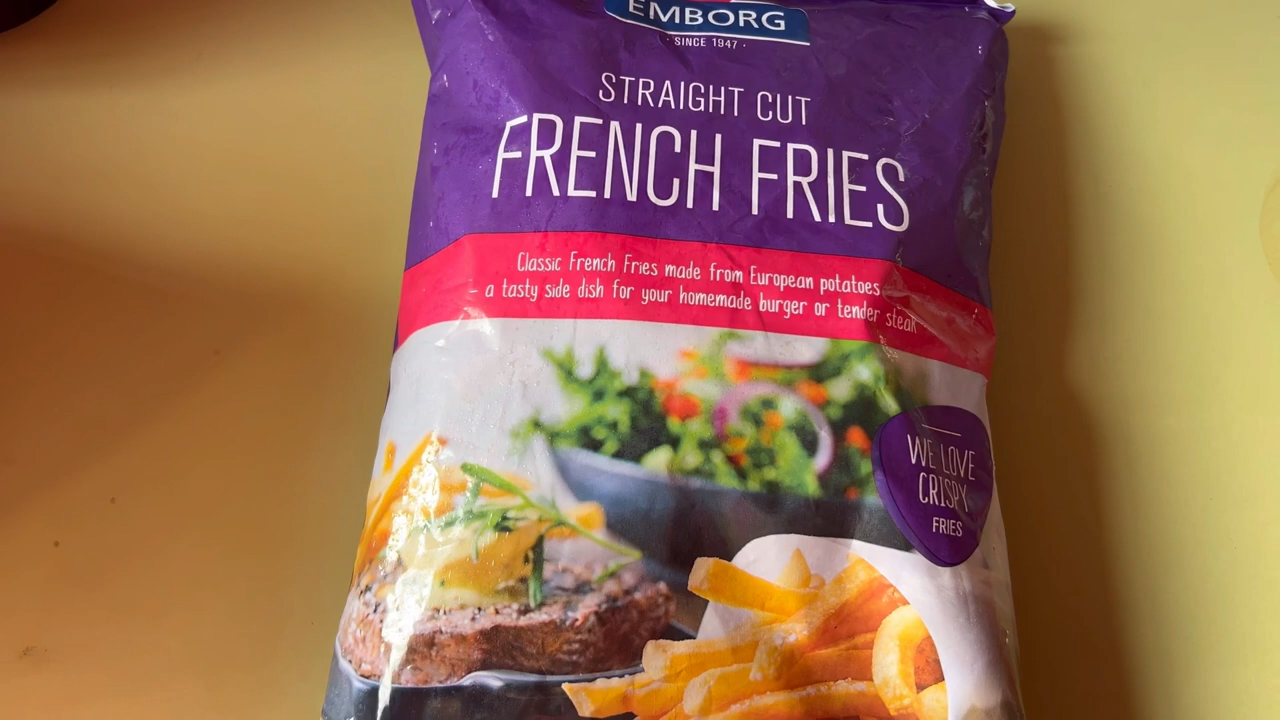 EMBORG
· SINCE 1947 ·
STRAIGHT CUT
FRENCH FRIES
Classic French Fries made from European potatoes
– a tasty side dish for your homemade burger or tender steak
WE LOVE
CRISPY
FRIES